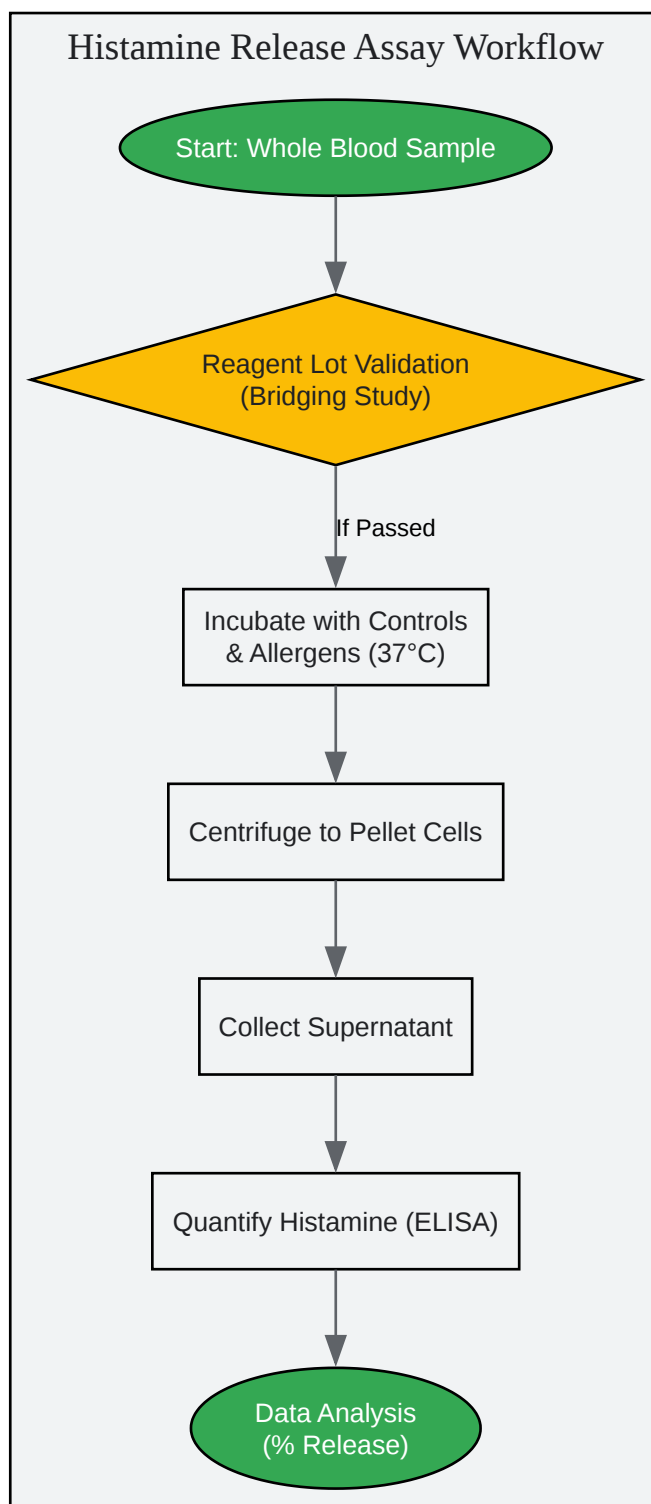 Histamine Release Assay Workflow
Start: Whole Blood Sample
Reagent Lot Validation
(Bridging Study)
If Passed
Incubate with Controls
& Allergens (37°C)
Centrifuge to Pellet Cells
Collect Supernatant
Quantify Histamine (ELISA)
Data Analysis
(% Release)